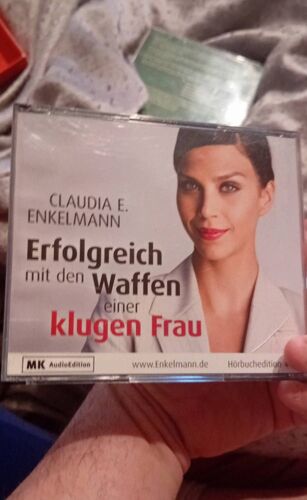 CLAUDIA E.
ENKELMANN
Erfolgreich
mit den Waffen
einer
klugen Frau
MK AudioEdition
www.Enkelmann.de
Hörbuchedition